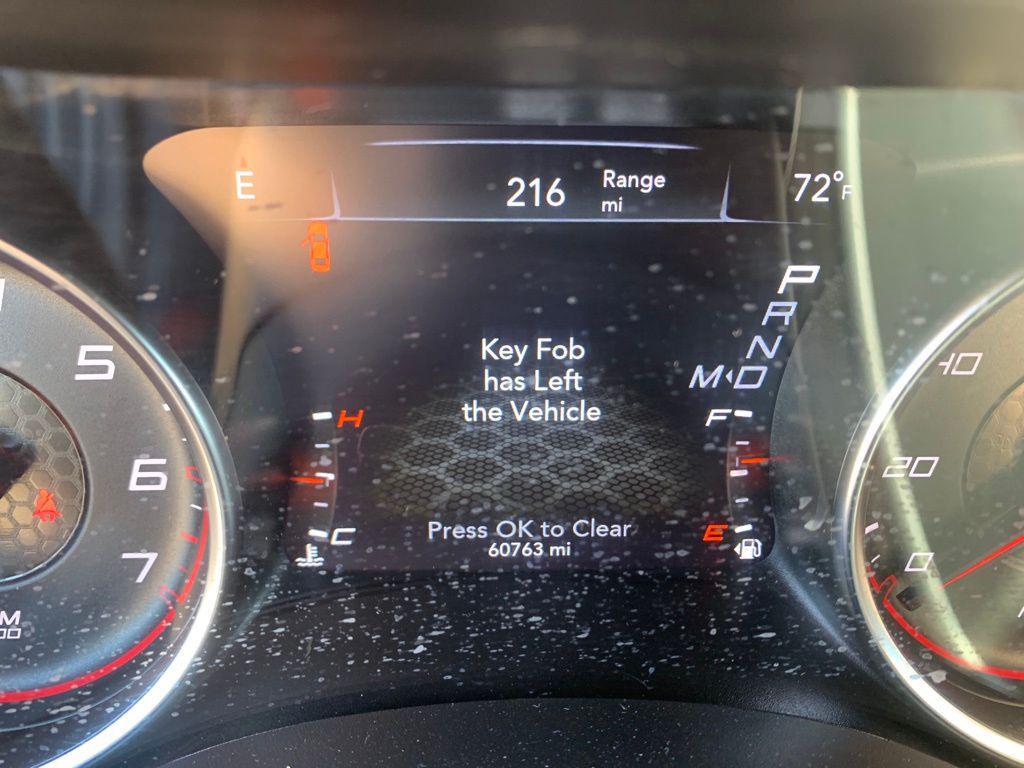 E
216 Range
mi
72°F
P
R
N
M D
Key Fob
has Left
the Vehicle
H
F
C
E
Press OK to Clear
60763 mi
5
6
7
10
20
0